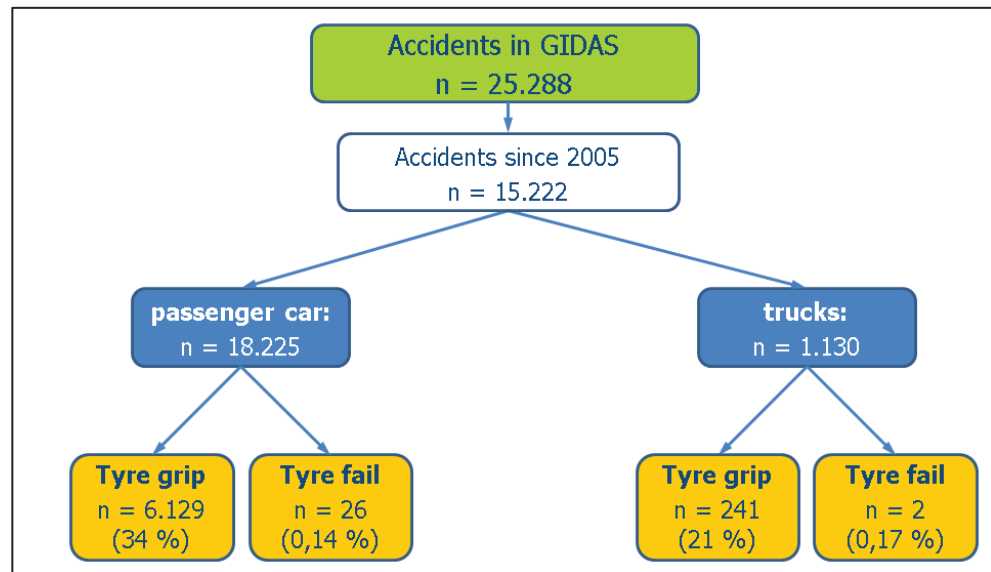 Accidents in GIDAS
n = 25.288
Accidents since 2005
n = 15.222
passenger car:
n = 18.225
trucks:
n = 1.130
Tyre grip
n = 6.129
(34 %)
Tyre fail
n = 26
(0,14 %)
Tyre grip
n = 241
(21 %)
Tyre fail
n = 2
(0,17 %)